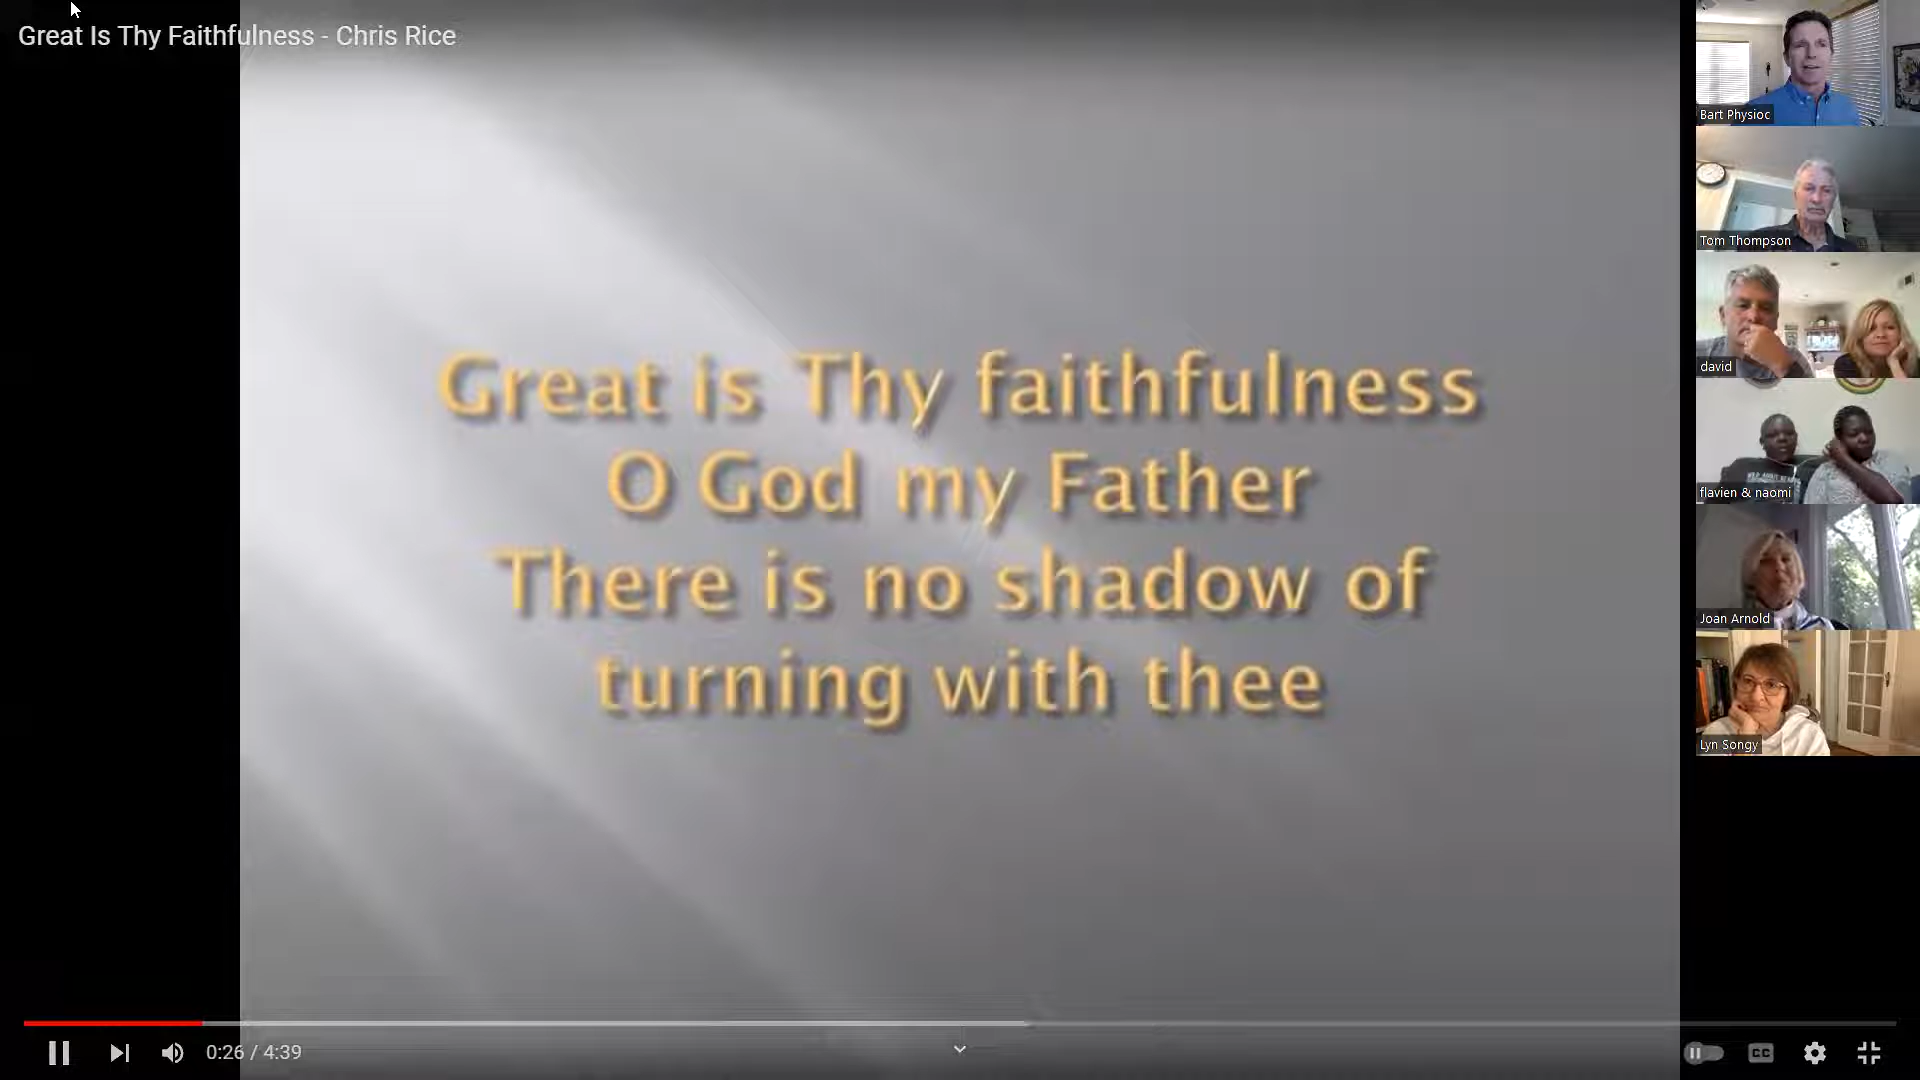 Great Is Thy Faithfulness - Chris Rice
Great is Thy faithfulness
O God my Father
There is no shadow of
turning with thee
Bart Physioc
Tom Thompson
david
flavien & naomi
Joan Arnold
Lyn Songy
0:26 / 4:39
CC